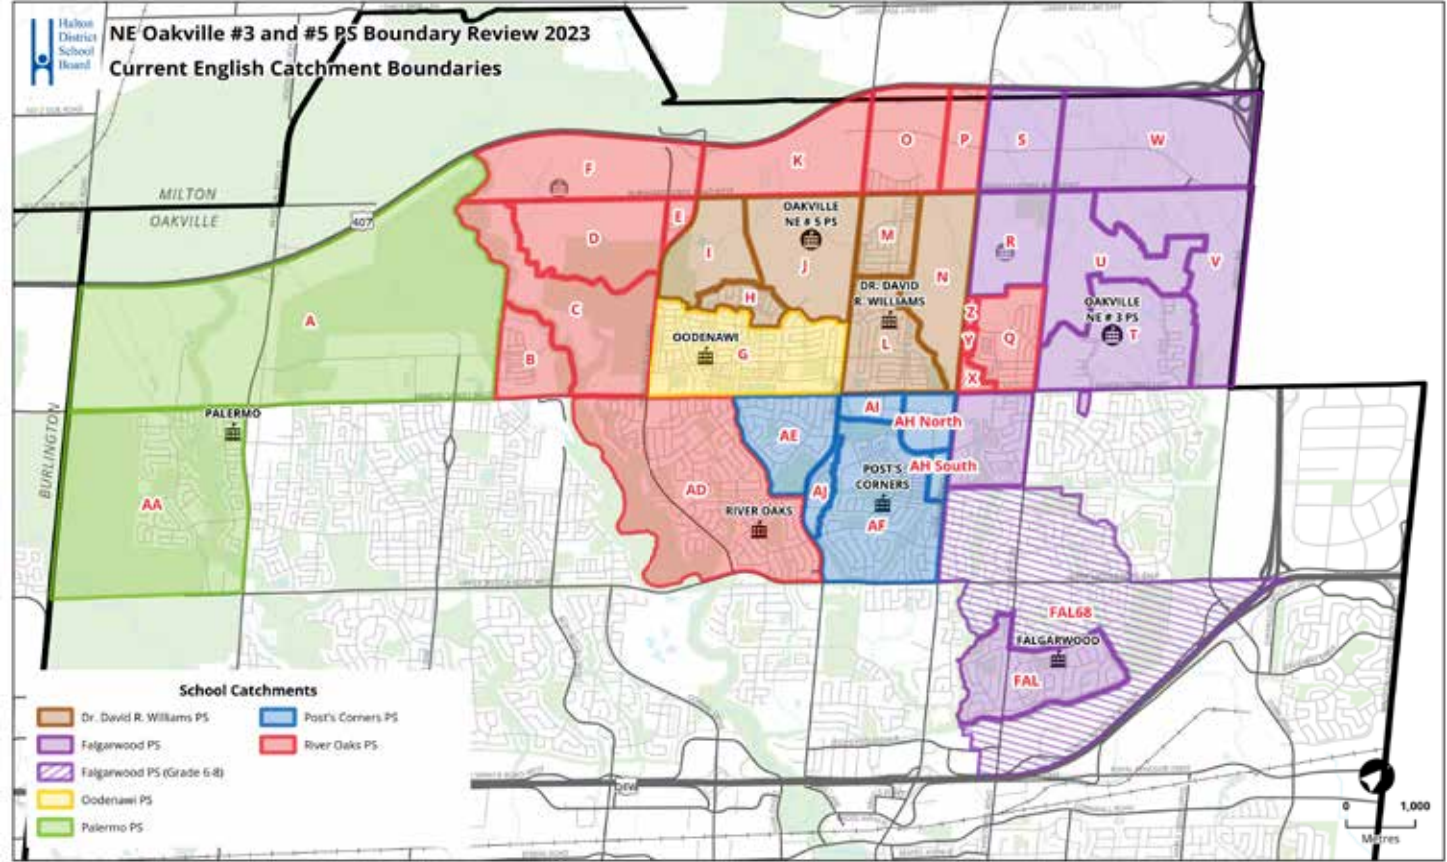 Halton
District
School
Board
NE Oakville #3 and #5 PS Boundary Review 2023
Current English Catchment Boundaries
MILTON
OAKVILLE
407
BURLINGTON
F
K
O
P
S
W
E
D
I
OAKVILLE
NE # 5 PS
J
M
N
R
U
V
A
C
B
H
DR. DAVID
R. WILLIAMS
L
OODENAWI
G
Z
Y
X
Q
OAKVILLE
NE # 3 PS
T
PALERMO
AA
AD
RIVER OAKS
AE
AI
AH North
AH South
AJ
POST'S
CORNERS
AF
FAL68
FALGARWOOD
FAL
QEW
School Catchments
Dr. David R. Williams PS
Falgarwood PS
Falgarwood PS (Grade 6-8)
Oodenawi PS
Palermo PS
Post's Corners PS
River Oaks PS
0 1,000
Metres